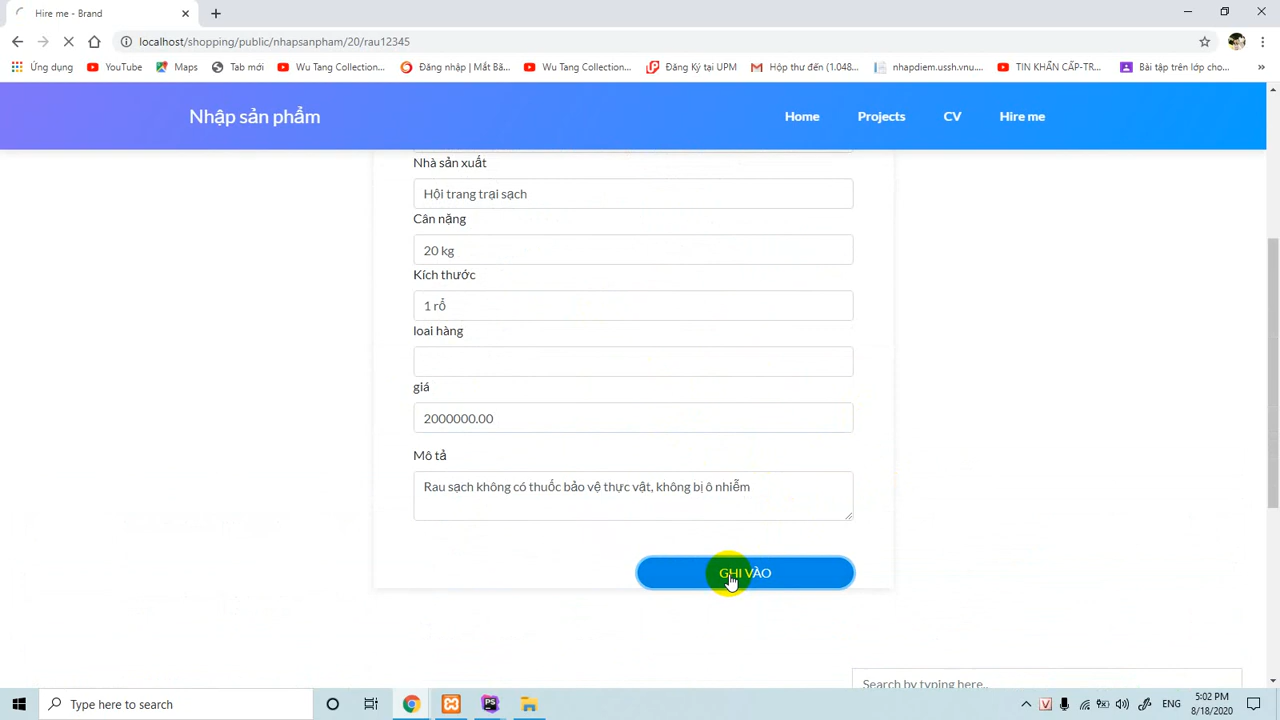 Hire me - Brand
localhost/shopping/public/nhapsanpham/20/rau12345
Ứng dụng
YouTube
Maps
Tab mới
Wu Tang Collection...
Đăng nhập | Mắt Bã...
Wu Tang Collection...
Đăng Ký tại UPM
Hộp thư đến (1.048...
nhapdiem.ussh.vnu....
TIN KHẨN CẤP-TR...
Bài tập trên lớp cho...
»
Nhập sản phẩm
Home
Projects
CV
Hire me
Nhà sản xuất
Hội trang trại sạch
Cân nặng
20 kg
Kích thước
1 rổ
loai hàng
giá
2000000.00
Mô tả
Rau sạch không có thuốc bảo vệ thực vật, không bị ô nhiễm
GHI VÀO
Search by typing here..
Type here to search
ENG
5:02 PM
8/18/2020